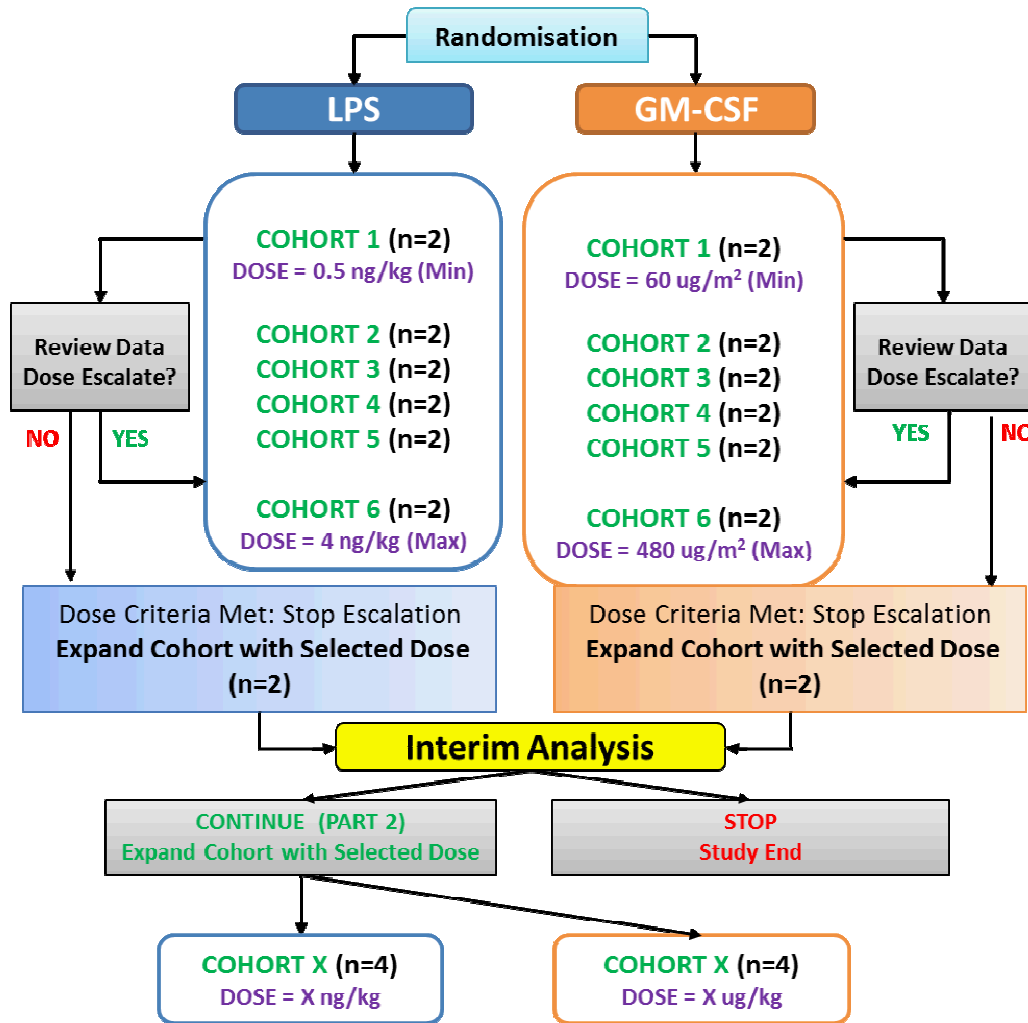 Randomisation
LPS
GM-CSF
COHORT 1 (n=2)
DOSE = 0.5 ng/kg (Min)
COHORT 2 (n=2)
COHORT 3 (n=2)
COHORT 4 (n=2)
COHORT 5 (n=2)
COHORT 6 (n=2)
DOSE = 4 ng/kg (Max)
COHORT 1 (n=2)
DOSE = 60 ug/m² (Min)
COHORT 2 (n=2)
COHORT 3 (n=2)
COHORT 4 (n=2)
COHORT 5 (n=2)
COHORT 6 (n=2)
DOSE = 480 ug/m² (Max)
Review Data
Dose Escalate?
NO
YES
Review Data
Dose Escalate?
YES
NO
Dose Criteria Met: Stop Escalation
Expand Cohort with Selected Dose
(n=2)
Dose Criteria Met: Stop Escalation
Expand Cohort with Selected Dose
(n=2)
Interim Analysis
CONTINUE (PART 2)
Expand Cohort with Selected Dose
STOP
Study End
COHORT X (n=4)
DOSE = X ng/kg
COHORT X (n=4)
DOSE = X ug/kg